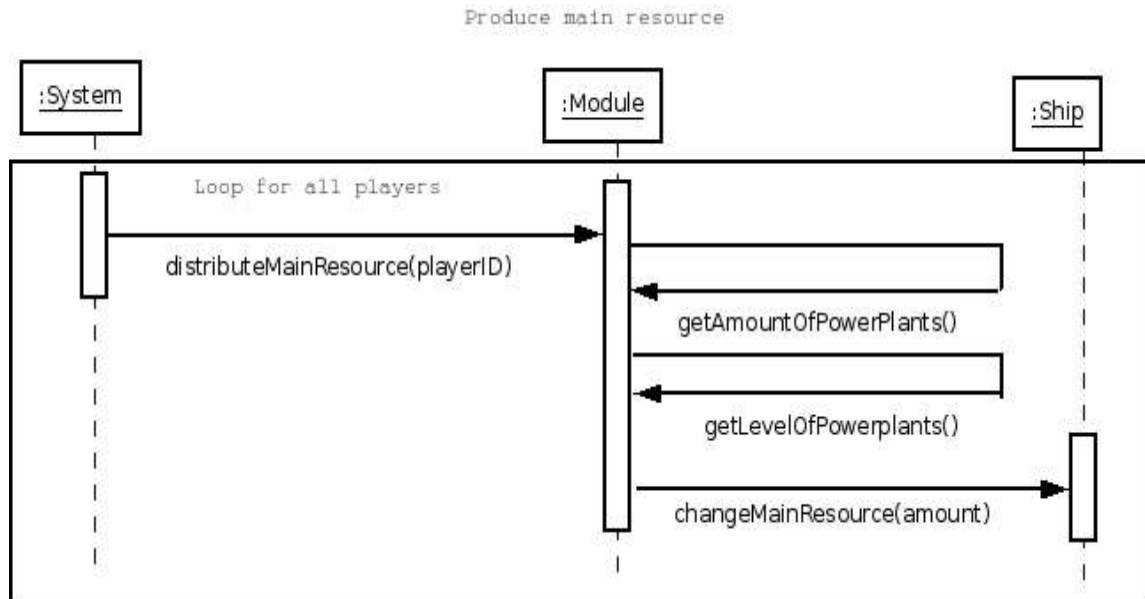 Produce main resource
:System
:Module
:Ship
Loop for all players
distributeMainResource(playerID)
getAmountOfPowerPlants()
getLevelOfPowerplants()
changeMainResource(amount)